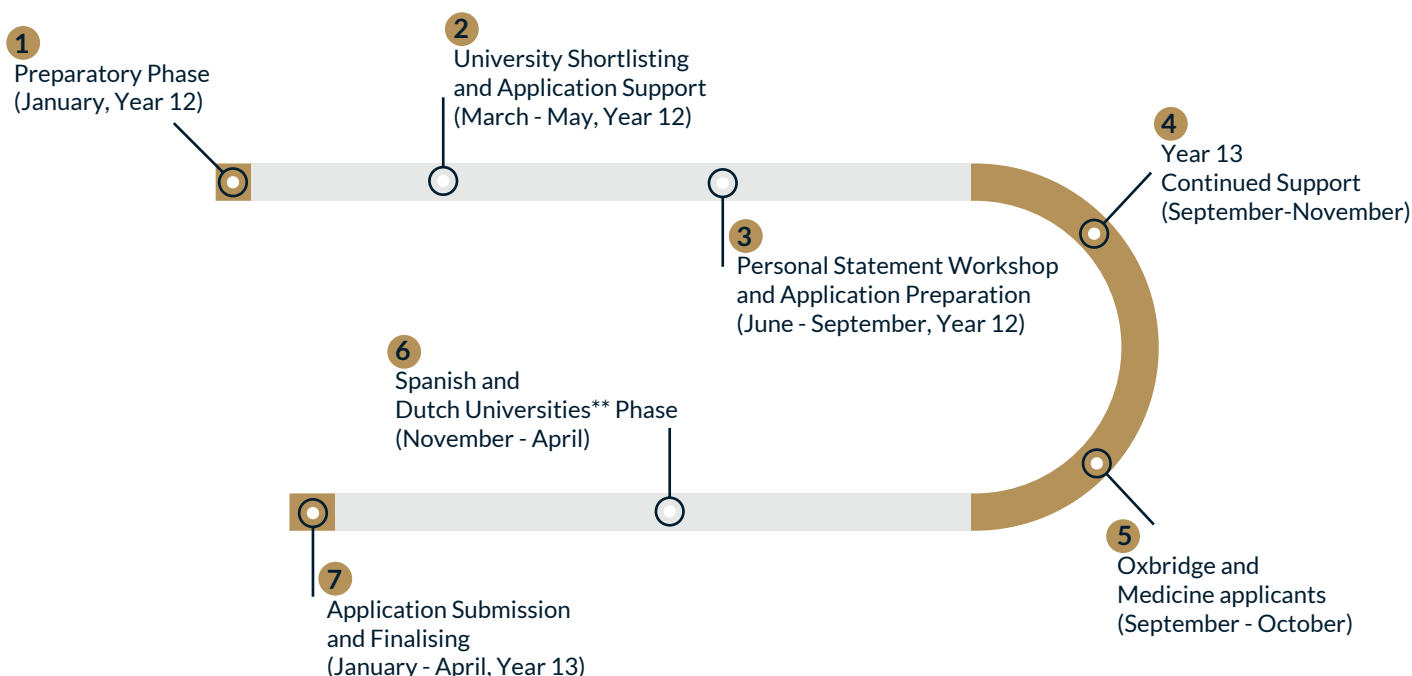 1
Preparatory Phase
(January, Year 12)
2
University Shortlisting
and Application Support
(March - May, Year 12)
3
Personal Statement Workshop
and Application Preparation
(June - September, Year 12)
4
Year 13
Continued Support
(September-November)
5
Oxbridge and
Medicine applicants
(September - October)
6
Spanish and
Dutch Universities** Phase
(November - April)
7
Application Submission
and Finalising
(January - April, Year 13)